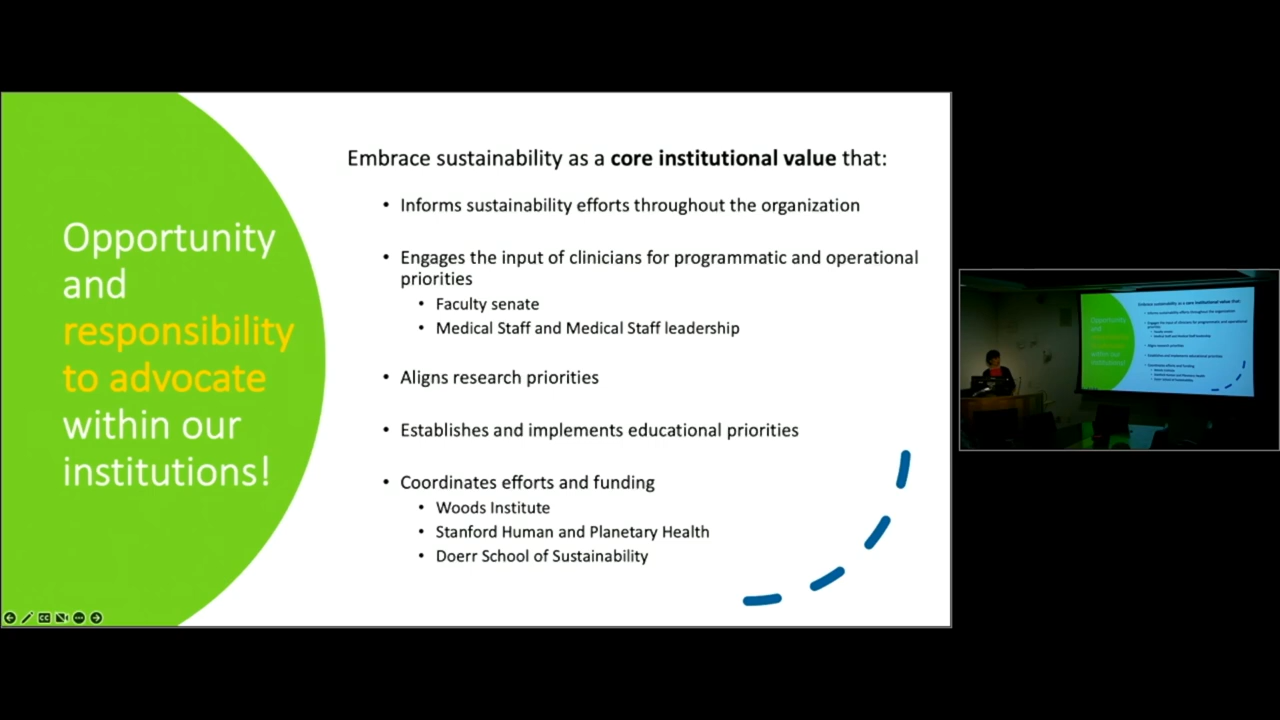 Opportunity
and
responsibility
to advocate
within our
institutions!
Embrace sustainability as a core institutional value that:
• Informs sustainability efforts throughout the organization
• Engages the input of clinicians for programmatic and operational
priorities
• Faculty senate
• Medical Staff and Medical Staff leadership
• Aligns research priorities
• Establishes and implements educational priorities
• Coordinates efforts and funding
• Woods Institute
• Stanford Human and Planetary Health
• Doerr School of Sustainability